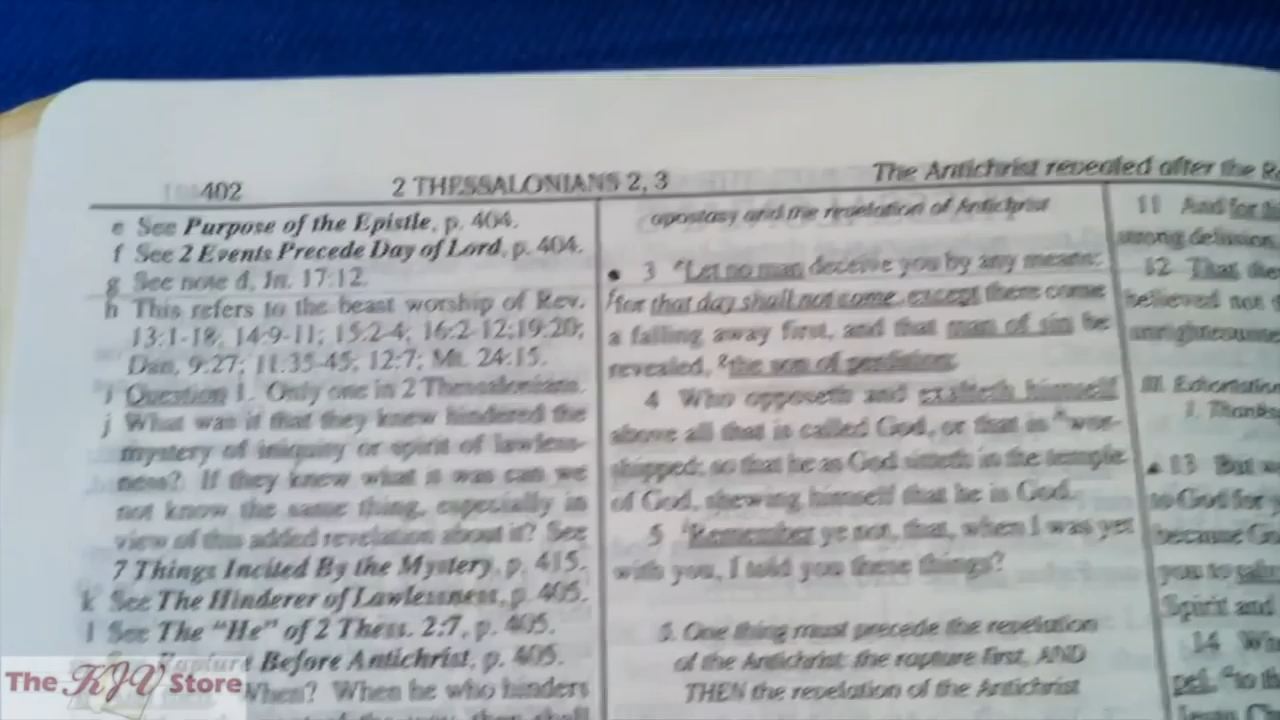 402
2 THESSALONIANS 2, 3
The Antichrist revealed after the
e See Purpose of the Epistle, p. 404.
f See 2 Events Precede Day of Lord, p. 404.
g See note d, Jn. 17:12.
h This refers to the beast worship of Rev.
13:1-18; 14:9-11; 15:2-4; 16:2-12; 19:20;
Dan. 9:27; 11:35-45; 12:7; Mt. 24:15.
i Question 1. Only one in 2 Thessalonians.
j What was it that they knew hindered the
mystery of iniquity or spirit of lawless-
ness? If they knew what it was can we
not know the same thing, especially in
view of this added revelation about it? See
7 Things Incited By the Mystery, p. 415.
k See The Hinderer of Lawlessness, p. 405.
l See The "He" of 2 Thess. 2:7, p. 405.
Rapture Before Antichrist, p. 405.
When? When he who hinders
apostasy and the revelation of Antichrist
3 e Let no man deceive you by any means:
f for that day shall not come, except there come
a falling away first, and that man of sin be
revealed, g the son of perdition;
4 Who opposeth and exalteth himself
above all that is called God, or that is h wor-
shipped; so that he as God sitteth in the temple
of God, shewing himself that he is God.
5 i Remember ye not, that, when I was yet
with you, I told you these things?
5. One thing must precede the revelation
of the Antichrist: the rapture First, AND
THEN the revelation of the Antichrist
11 And for
strong delusion,
12 That
believed not
III. Exhortation
1.
13 But
to God for
because
you to
Spirit and
14
to
The KJV Store